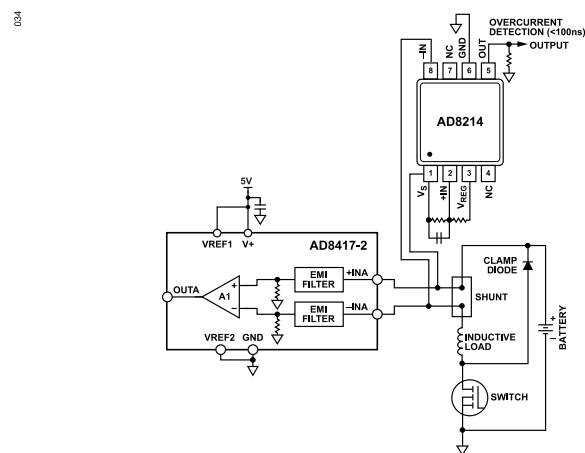 034
OVERCURRENT
DETECTION (<100ns)
OUTPUT
–IN
NC
GND
OUT
8
7
6
5
AD8214
1
2
3
4
VS
+IN
VREG
NC
5V
VREF1
V+
AD8417-2
OUTA
A1
+
–
EMI
FILTER
+INA
EMI
FILTER
–INA
VREF2
GND
CLAMP
DIODE
SHUNT
INDUCTIVE
LOAD
+
–
BATTERY
SWITCH